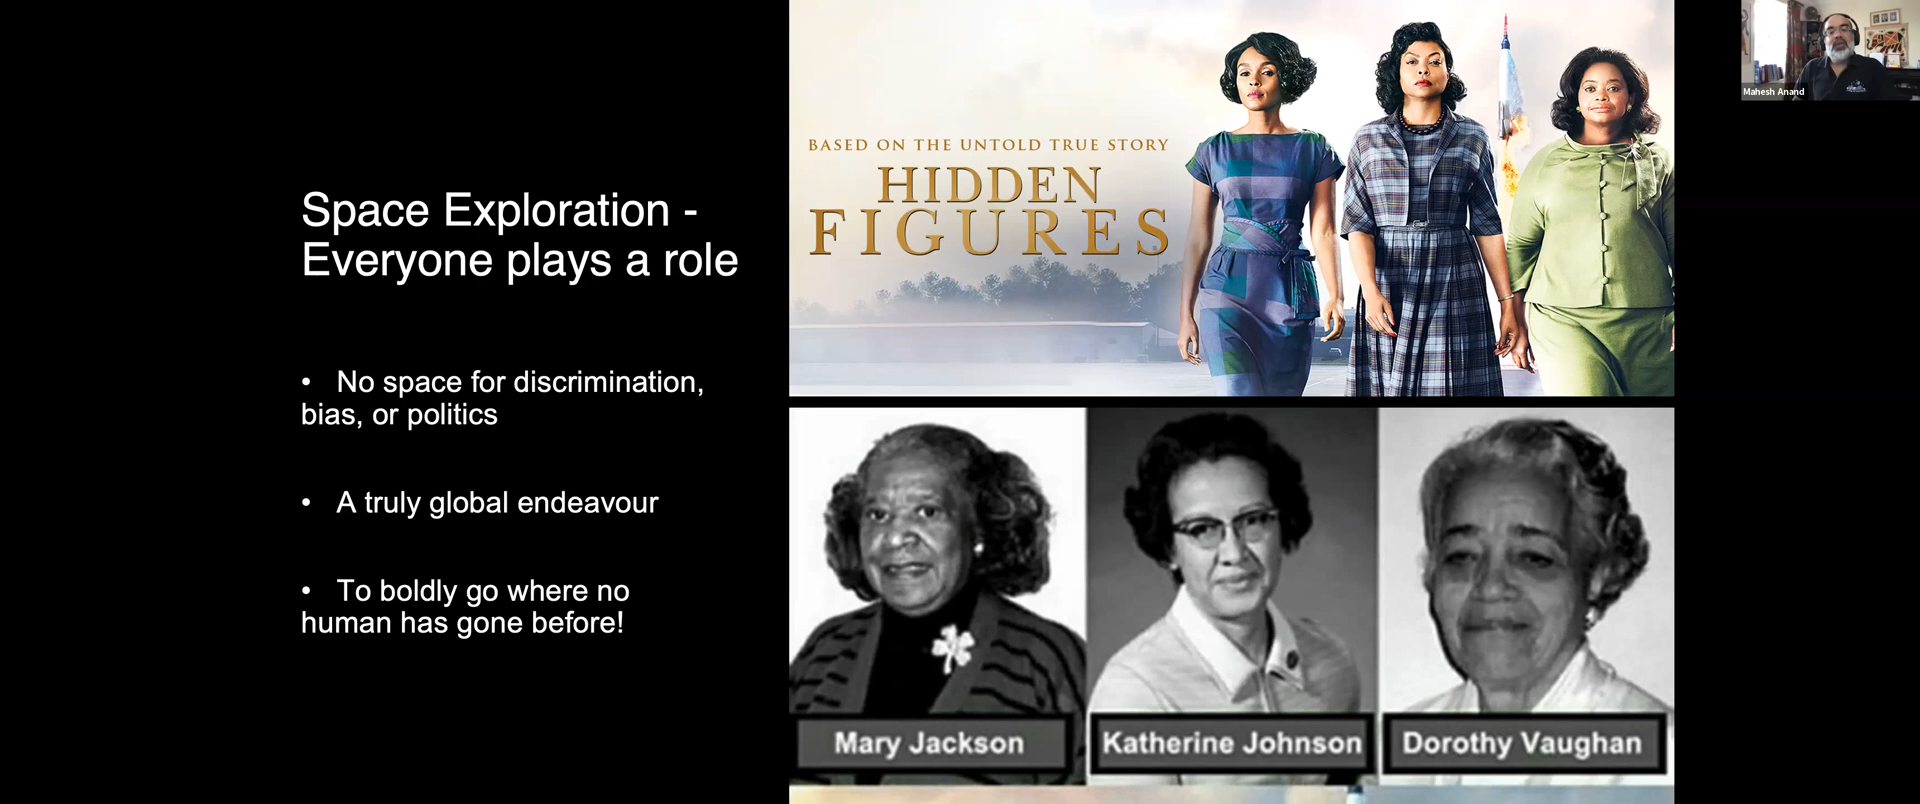 Space Exploration -
Everyone plays a role
• No space for discrimination,
bias, or politics
• A truly global endeavour
• To boldly go where no
human has gone before!
BASED ON THE UNTOLD TRUE STORY
HIDDEN
FIGURES
Mary Jackson
Katherine Johnson
Dorothy Vaughan
Mahesh Anand